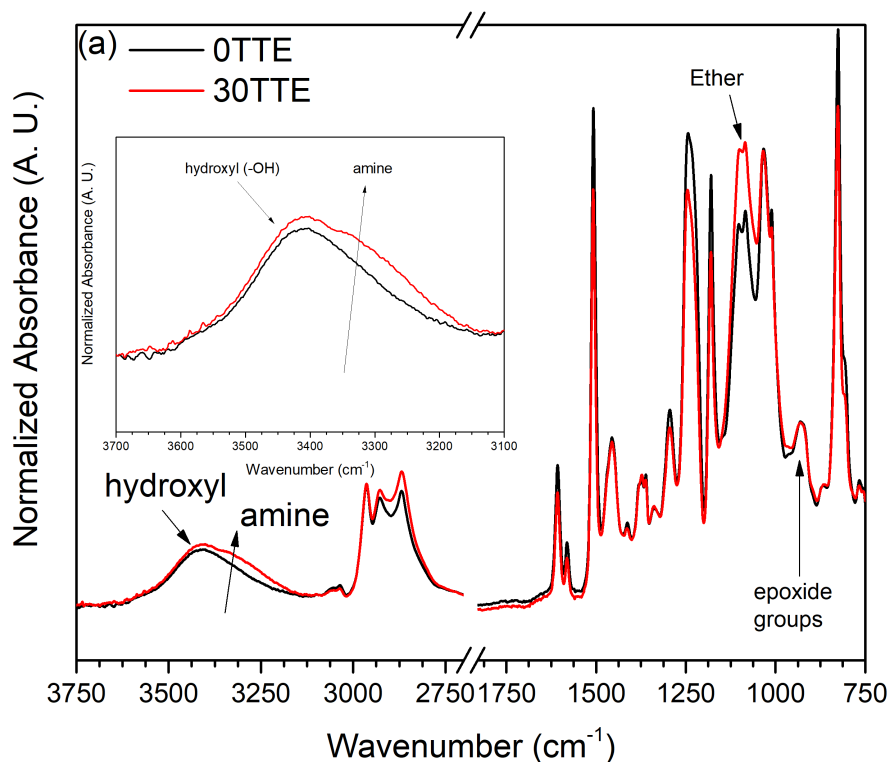 (a)
0TTE
30TTE
Ether
hydroxyl (-OH)
amine
Normalized Absorbance (A. U.)
3700 3600 3500 3400 3300 3200 3100
Wavenumber (cm⁻¹)
hydroxyl
amine
epoxide
groups
Normalized Absorbance (A. U.)
3750 3500 3250 3000 2750 1750 1500 1250 1000 750
Wavenumber (cm⁻¹)